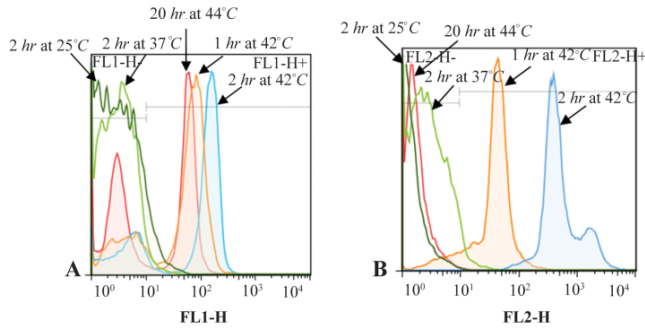 20 hr at 44°C
2 hr at 25°C
2 hr at 37°C
1 hr at 42°C
FL1-H-
FL1-H+
2 hr at 42°C
A
10⁰ 10¹ 10² 10³ 10⁴
FL1-H
2 hr at 25°C
20 hr at 44°C
FL2-H-
1 hr at 42°C
FL2-H+
2 hr at 37°C
2 hr at 42°C
B
10⁰ 10¹ 10² 10³ 10⁴
FL2-H